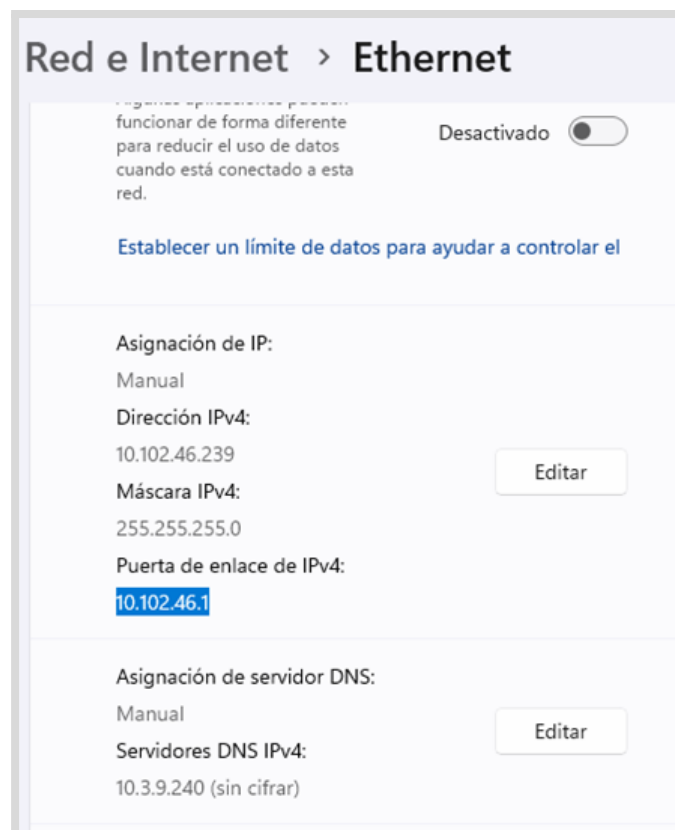 Red e Internet > Ethernet
funcionar de forma diferente
para reducir el uso de datos
cuando está conectado a esta
red.
Desactivado
Establecer un límite de datos para ayudar a controlar el
Asignación de IP:
Manual
Dirección IPv4:
10.102.46.239
Máscara IPv4:
255.255.255.0
Puerta de enlace de IPv4:
10.102.46.1
Editar
Asignación de servidor DNS:
Manual
Servidores DNS IPv4:
10.3.9.240 (sin cifrar)
Editar